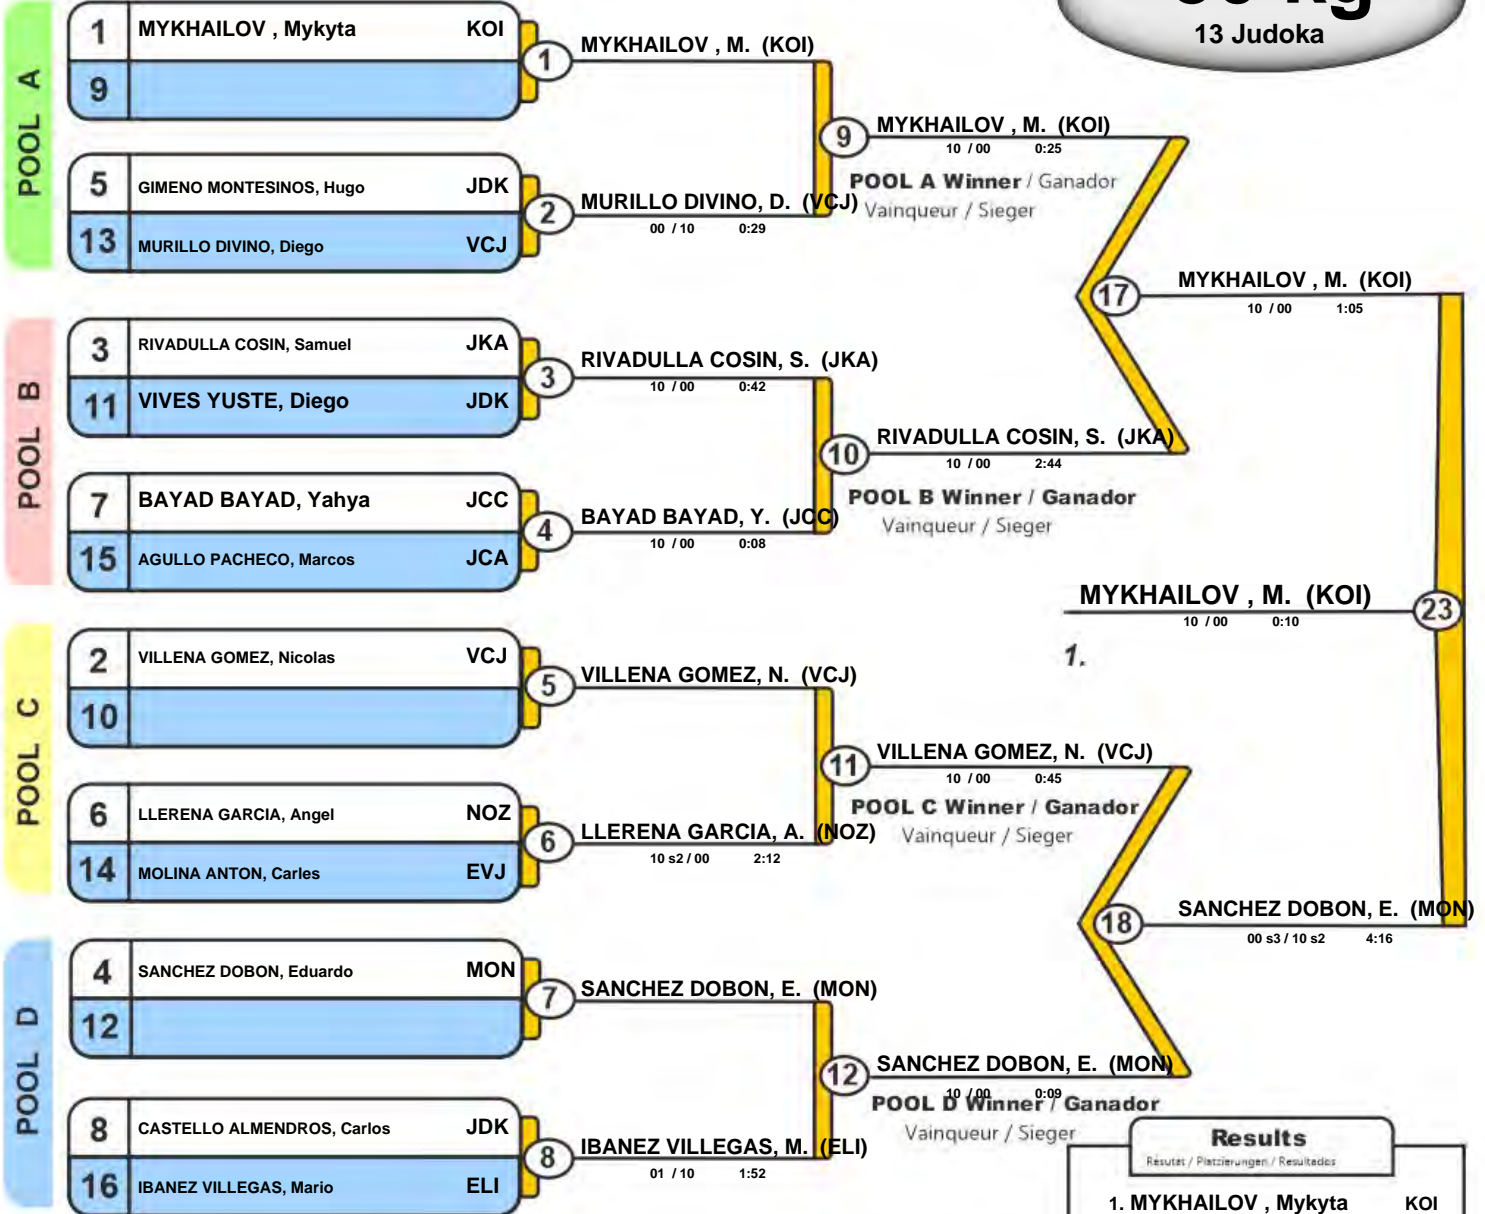 kg
13 Judoka
POOL A
1 MYKHAILOV , Mykyta KOI
9
1
MYKHAILOV , M. (KOI)
5 GIMENO MONTESINOS, Hugo JDK
13 MURILLO DIVINO, Diego VCJ
2
MURILLO DIVINO, D. (VCJ)
00 / 10 0:29
9
MYKHAILOV , M. (KOI)
10 / 00 0:25
POOL A Winner / Ganador
Vainqueur / Sieger
POOL B
3 RIVADULLA COSIN, Samuel JKA
11 VIVES YUSTE, Diego JDK
3
RIVADULLA COSIN, S. (JKA)
10 / 00 0:42
7 BAYAD BAYAD, Yahya JCC
15 AGULLO PACHECO, Marcos JCA
4
BAYAD BAYAD, Y. (JCC)
10 / 00 0:08
10
RIVADULLA COSIN, S. (JKA)
10 / 00 2:44
POOL B Winner / Ganador
Vainqueur / Sieger
17
MYKHAILOV , M. (KOI)
10 / 00 1:05
MYKHAILOV , M. (KOI)
10 / 00 0:10
23
1.
POOL C
2 VILLENA GOMEZ, Nicolas VCJ
10
5
VILLENA GOMEZ, N. (VCJ)
6 LLERENA GARCIA, Angel NOZ
14 MOLINA ANTON, Carles EVJ
6
LLERENA GARCIA, A. (NOZ)
10 s2 / 00 2:12
11
VILLENA GOMEZ, N. (VCJ)
10 / 00 0:45
POOL C Winner / Ganador
Vainqueur / Sieger
18
SANCHEZ DOBON, E. (MON)
00 s3 / 10 s2 4:16
POOL D
4 SANCHEZ DOBON, Eduardo MON
12
7
SANCHEZ DOBON, E. (MON)
8 CASTELLO ALMENDROS, Carlos JDK
16 IBANEZ VILLEGAS, Mario ELI
8
IBANEZ VILLEGAS, M. (ELI)
01 / 10 1:52
12
SANCHEZ DOBON, E. (MON)
10 / 00 0:09
POOL D Winner / Ganador
Vainqueur / Sieger
Results
Résutat / Platzierungen / Resultados
1. MYKHAILOV , Mykyta KOI